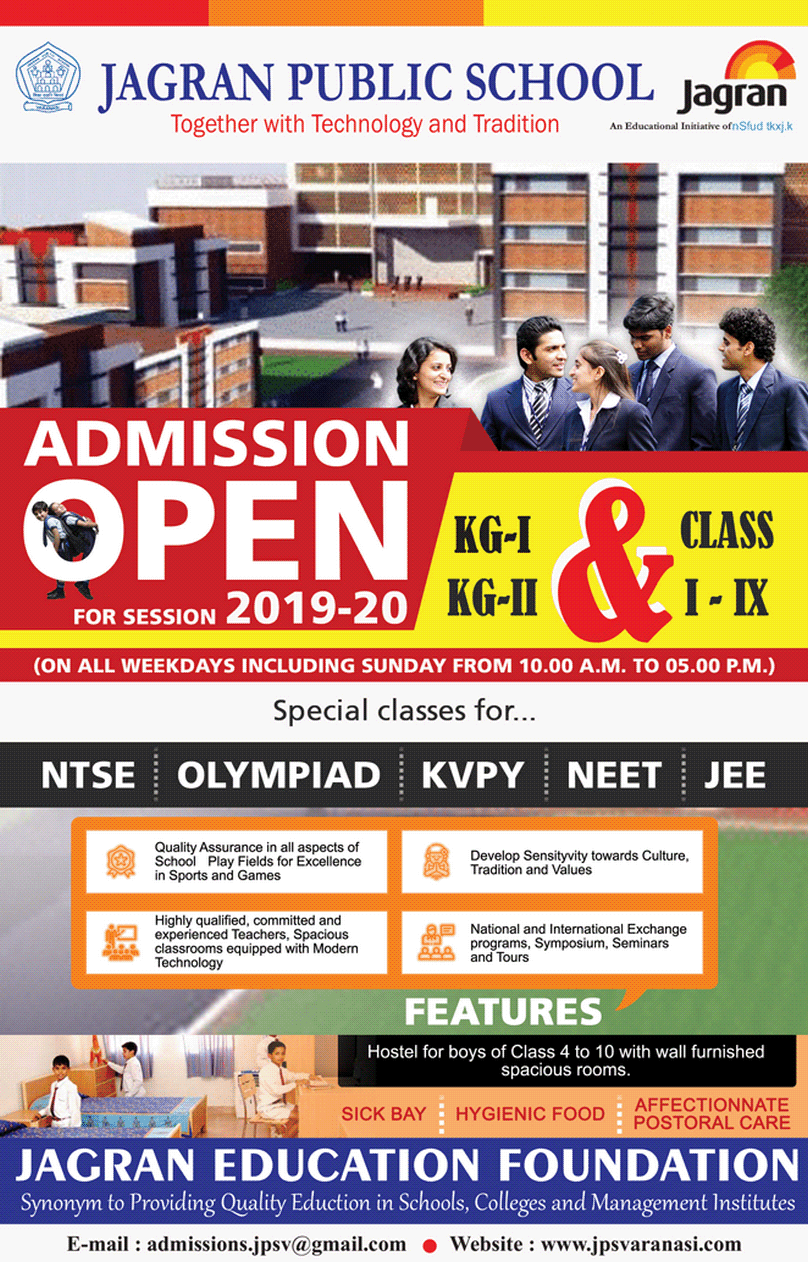 JAGRAN PUBLIC SCHOOL
Together with Technology and Tradition
VARANASI
Jagran
An Educational Initiative of nSfud tkxj.k
ADMISSION
OPEN
FOR SESSION 2019-20
KG-I
KG-II
&
CLASS
I - IX
(ON ALL WEEKDAYS INCLUDING SUNDAY FROM 10.00 A.M. TO 05.00 P.M.)
Special classes for...
NTSE OLYMPIAD KVPY NEET JEE
Quality Assurance in all aspects of
School Play Fields for Excellence
in Sports and Games
Develop Sensityvity towards Culture,
Tradition and Values
Highly qualified, committed and
experienced Teachers, Spacious
classrooms equipped with Modern
Technology
National and International Exchange
programs, Symposium, Seminars
and Tours
FEATURES
Hostel for boys of Class 4 to 10 with wall furnished
spacious rooms.
SICK BAY HYGIENIC FOOD
AFFECTIONNATE
POSTORAL CARE
JAGRAN EDUCATION FOUNDATION
Synonym to Providing Quality Eduction in Schools, Colleges and Management Institutes
E-mail : admissions.jpsv@gmail.com ● Website : www.jpsvaranasi.com